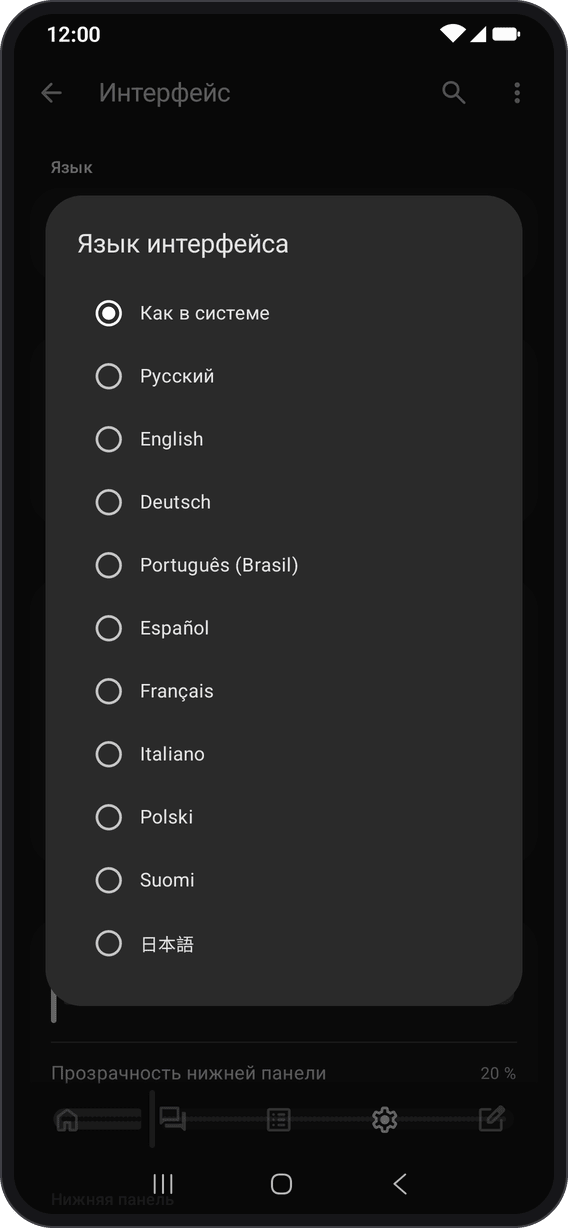 12:00
Интерфейс
Язык
Язык интерфейса
Как в системе
Русский
English
Deutsch
Português (Brasil)
Español
Français
Italiano
Polski
Suomi
日本語
Прозрачность нижней панели 20 %
Нижняя панель